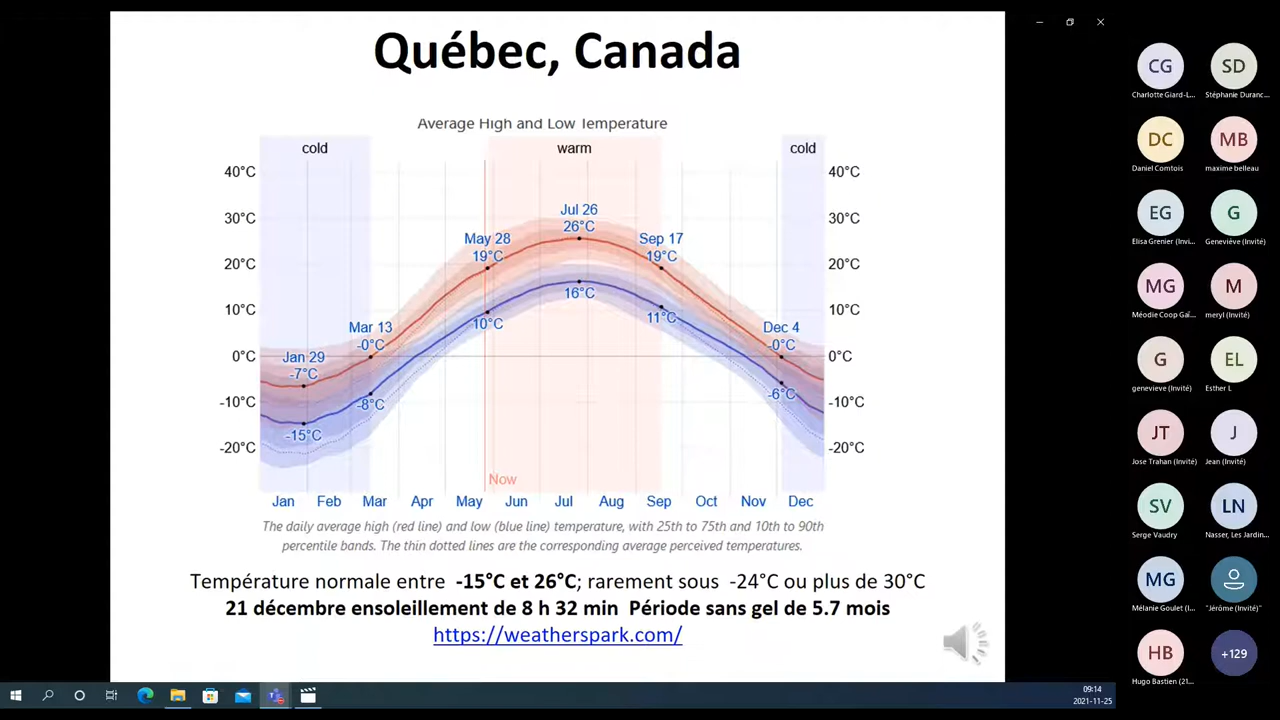 Québec, Canada
Average High and Low Temperature
cold warm cold
40°C 40°C
30°C 30°C
20°C 20°C
10°C 10°C
0°C 0°C
-10°C -10°C
-20°C -20°C
Jan 29
-7°C
-15°C
Mar 13
-0°C
-8°C
May 28
19°C
10°C
Jul 26
26°C
16°C
Sep 17
19°C
11°C
Dec 4
-0°C
-6°C
Now
Jan Feb Mar Apr May Jun Jul Aug Sep Oct Nov Dec
The daily average high (red line) and low (blue line) temperature, with 25th to 75th and 10th to 90th
percentile bands. The thin dotted lines are the corresponding average perceived temperatures.
Température normale entre -15°C et 26°C; rarement sous -24°C ou plus de 30°C
21 décembre ensoleillement de 8 h 32 min Période sans gel de 5.7 mois
https://weatherspark.com/
CG SD
Charlotte Giard-L... Stéphanie Duranc...
DC MB
Daniel Comtois maxime belleau
EG G
Elisa Grenier (Invi... Geneviève (Invité)
MG M
Méodie Coop Gaï... meryl (Invité)
G EL
genevieve (Invité) Esther L
JT J
Jose Trahan (Invité) Jean (Invité)
SV LN
Serge Vaudry Nasser, Les Jardin...
MG
Mélanie Goulet (I... "Jérôme (Invité)"
HB +129
Hugo Bastien (21...
09:14
2021-11-25